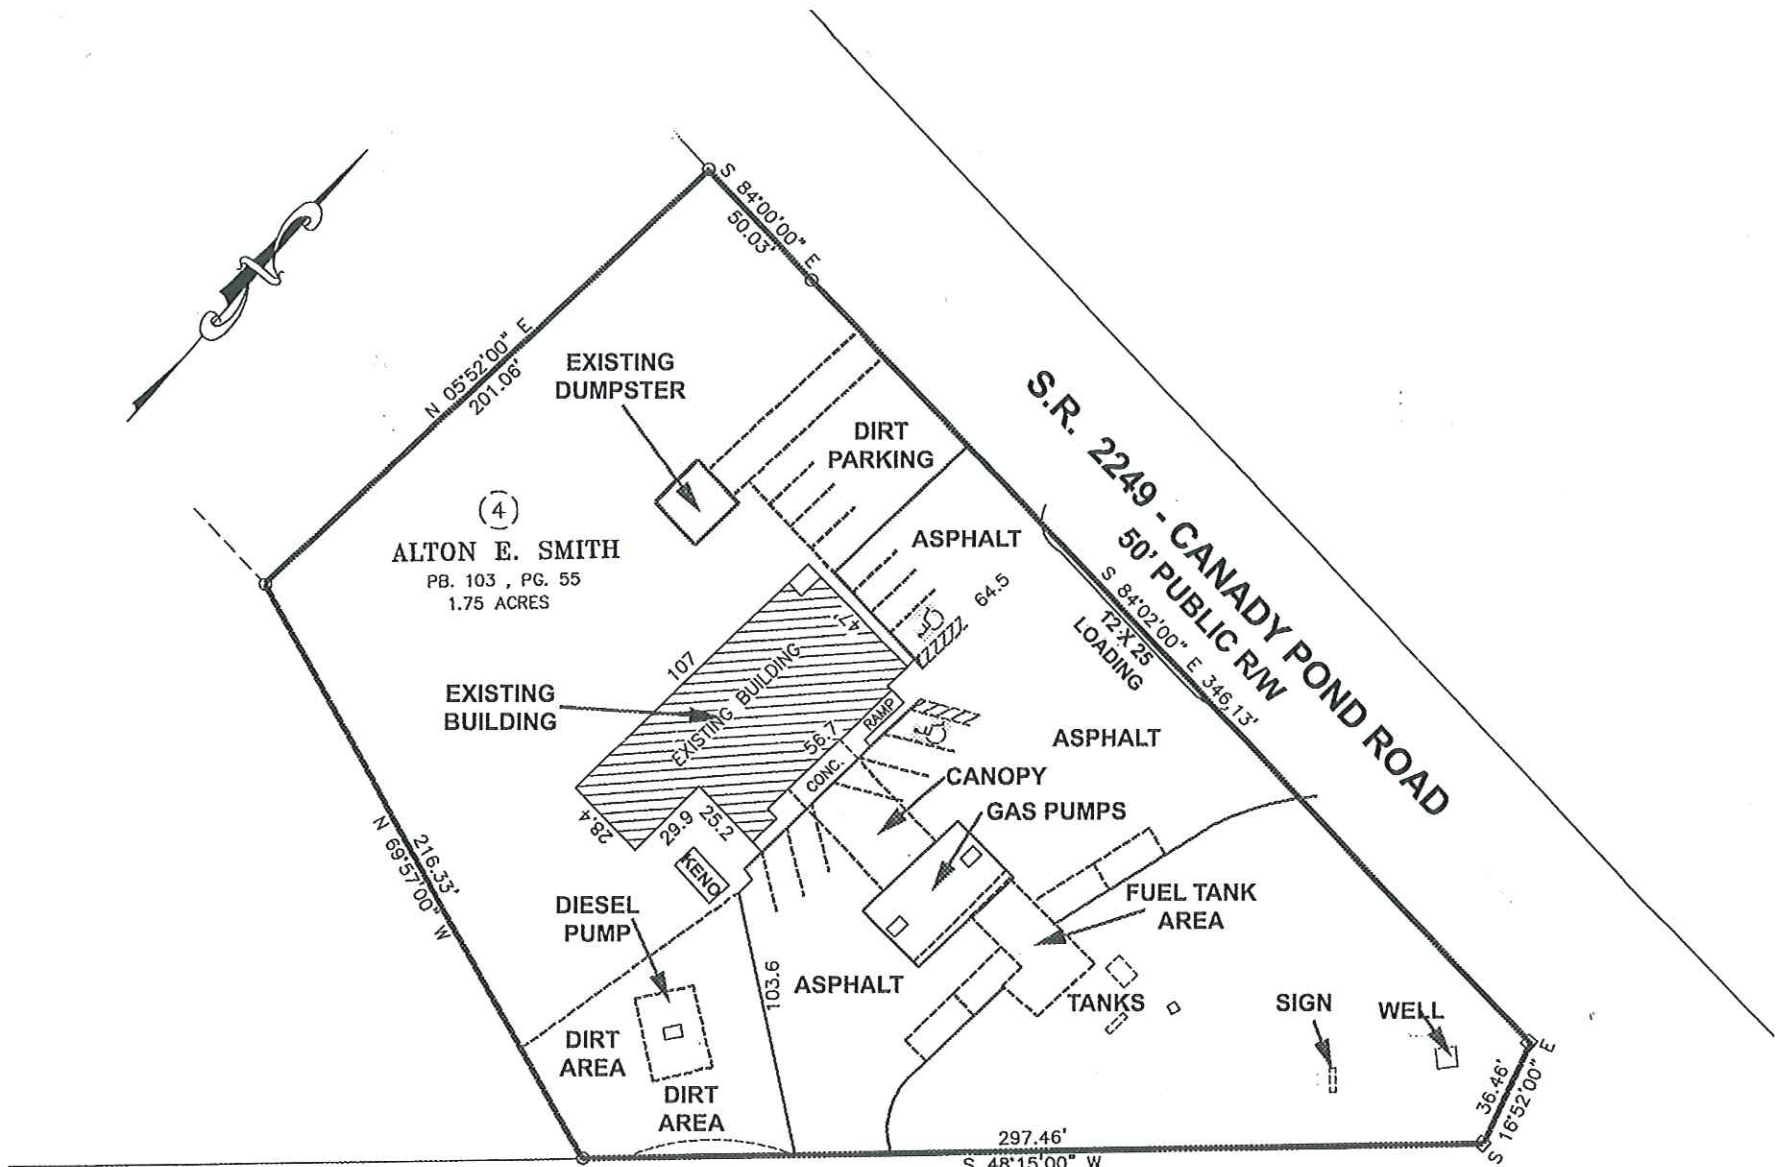 S 84°00'00" E
50.03'
N 05°52'00" E
201.06'
EXISTING
DUMPSTER
DIRT
PARKING
S.R. 2249 - CANADY POND ROAD
50' PUBLIC R/W
4
ALTON E. SMITH
PB. 103 , PG. 55
1.75 ACRES
ASPHALT
64.5
S 84°02'00" E 346.13'
12 X 25
LOADING
47'
107
EXISTING BUILDING
EXISTING
BUILDING
RAMP
56.7
CONC.
ASPHALT
CANOPY
GAS PUMPS
28.4
29.9
25.2
KENO
216.33'
N 69°57'00" W
DIESEL
PUMP
FUEL TANK
AREA
103.6
ASPHALT
TANKS
SIGN
WELL
DIRT
AREA
DIRT
AREA
36.46'
S 16°52'00" E
297.46'
S 48°15'00" W